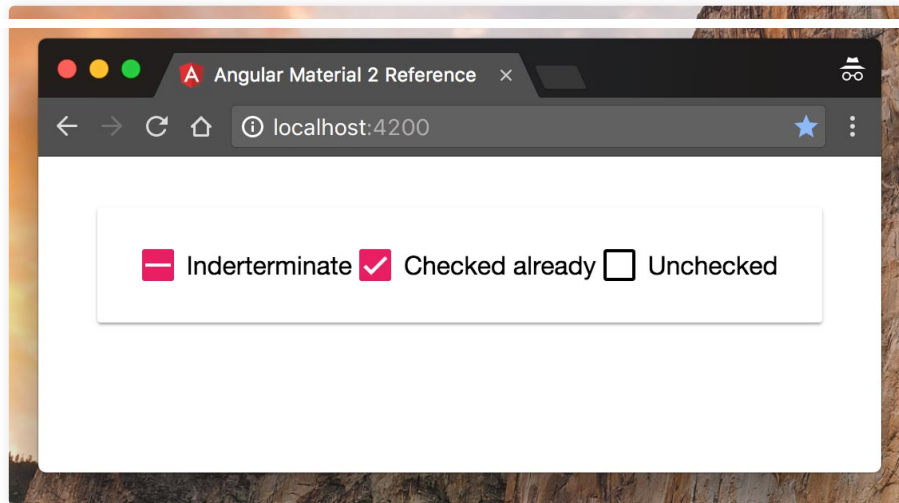 Angular Material 2 Reference
localhost:4200
Inderterminate Checked already Unchecked